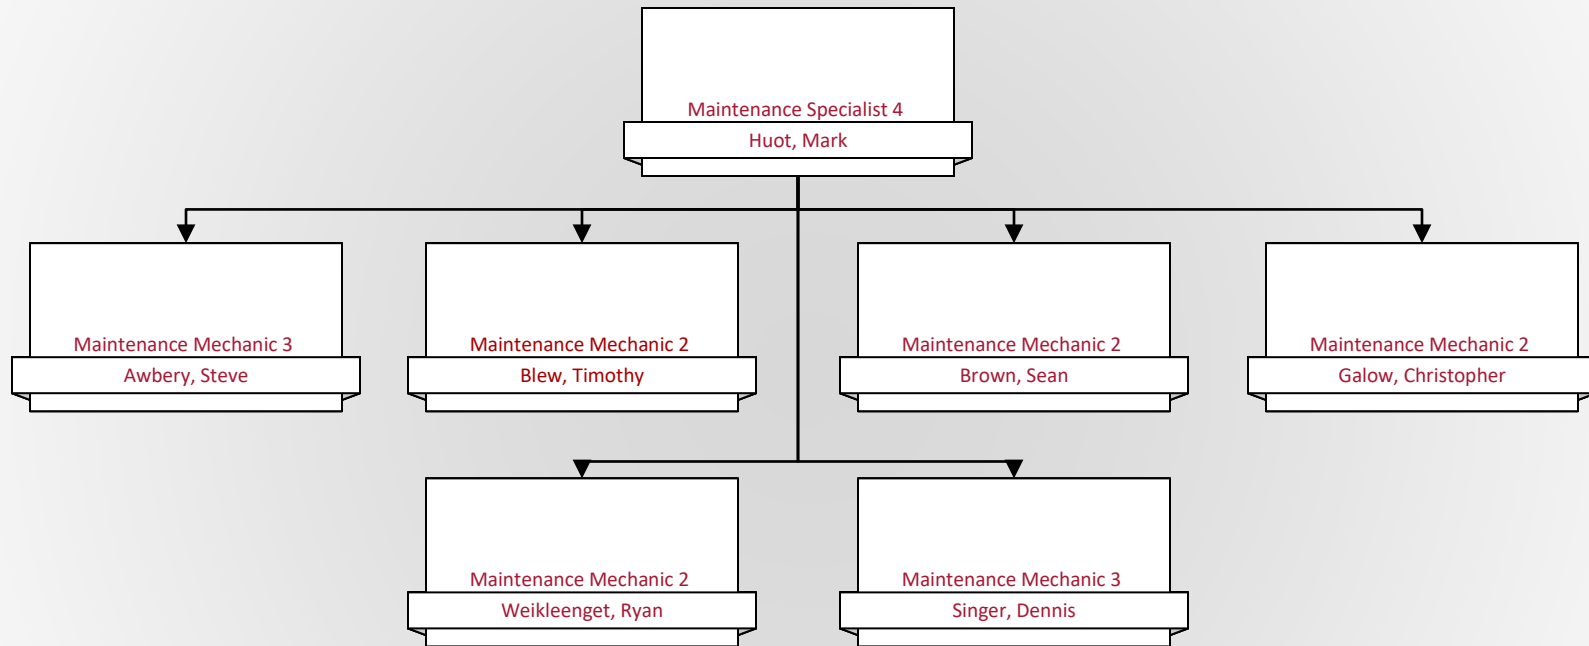 Maintenance Specialist 4
Huot, Mark
Maintenance Mechanic 3
Awbery, Steve
Maintenance Mechanic 2
Blew, Timothy
Maintenance Mechanic 2
Brown, Sean
Maintenance Mechanic 2
Galow, Christopher
Maintenance Mechanic 2
Weikleenget, Ryan
Maintenance Mechanic 3
Singer, Dennis